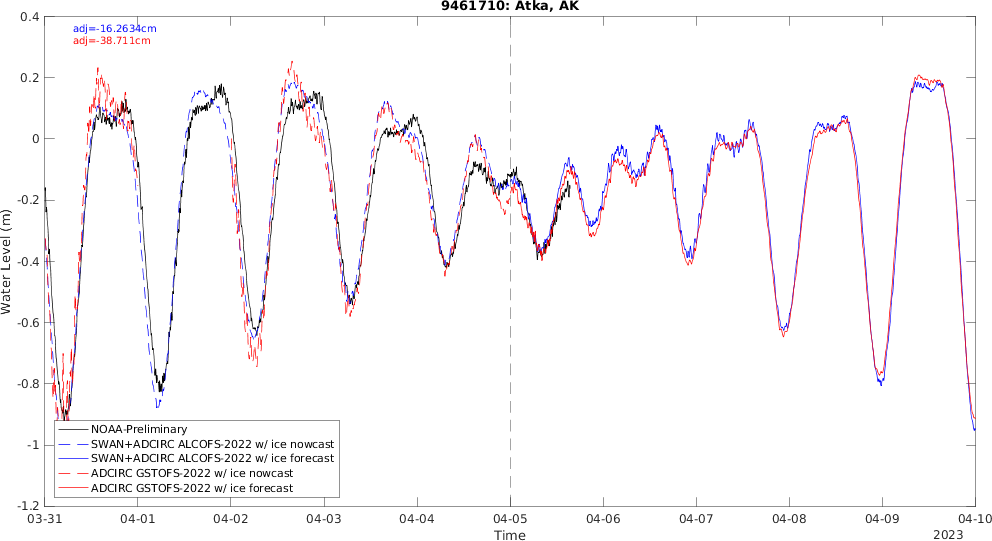 9461710: Atka, AK
adj=-16.2634cm
adj=-38.711cm
0.4
0.2
0
-0.2
-0.4
-0.6
-0.8
-1
-1.2
Water Level (m)
NOAA-Preliminary
SWAN+ADCIRC ALCOFS-2022 w/ ice nowcast
SWAN+ADCIRC ALCOFS-2022 w/ ice forecast
ADCIRC GSTOFS-2022 w/ ice nowcast
ADCIRC GSTOFS-2022 w/ ice forecast
03-31 04-01 04-02 04-03 04-04 04-05 04-06 04-07 04-08 04-09 04-10
Time
2023